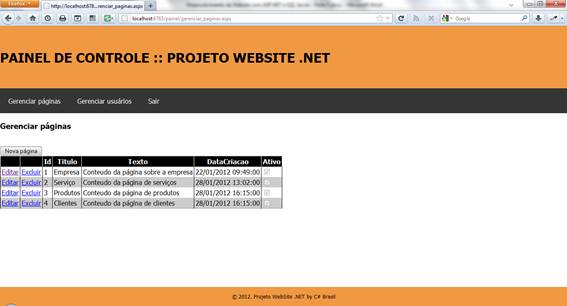 Firefox
http://localhost:678...renciar_paginas.aspx
localhost:6783/painel/gerenciar_paginas.aspx
Google
PAINEL DE CONTROLE :: PROJETO WEBSITE .NET
Gerenciar páginas Gerenciar usuários Sair
Gerenciar páginas
Nova página
Id Titulo Texto DataCriacao Ativo
Editar Excluir 1 Empresa Conteudo da página sobre a empresa 22/01/2012 09:49:00
Editar Excluir 2 Serviço Conteudo da página de serviços 28/01/2012 13:02:00
Editar Excluir 3 Produtos Conteudo da página de produtos 28/01/2012 16:15:00
Editar Excluir 4 Clientes Conteudo da página de clientes 28/01/2012 16:15:00
© 2012. Projeto WebSite .NET by C# Brasil